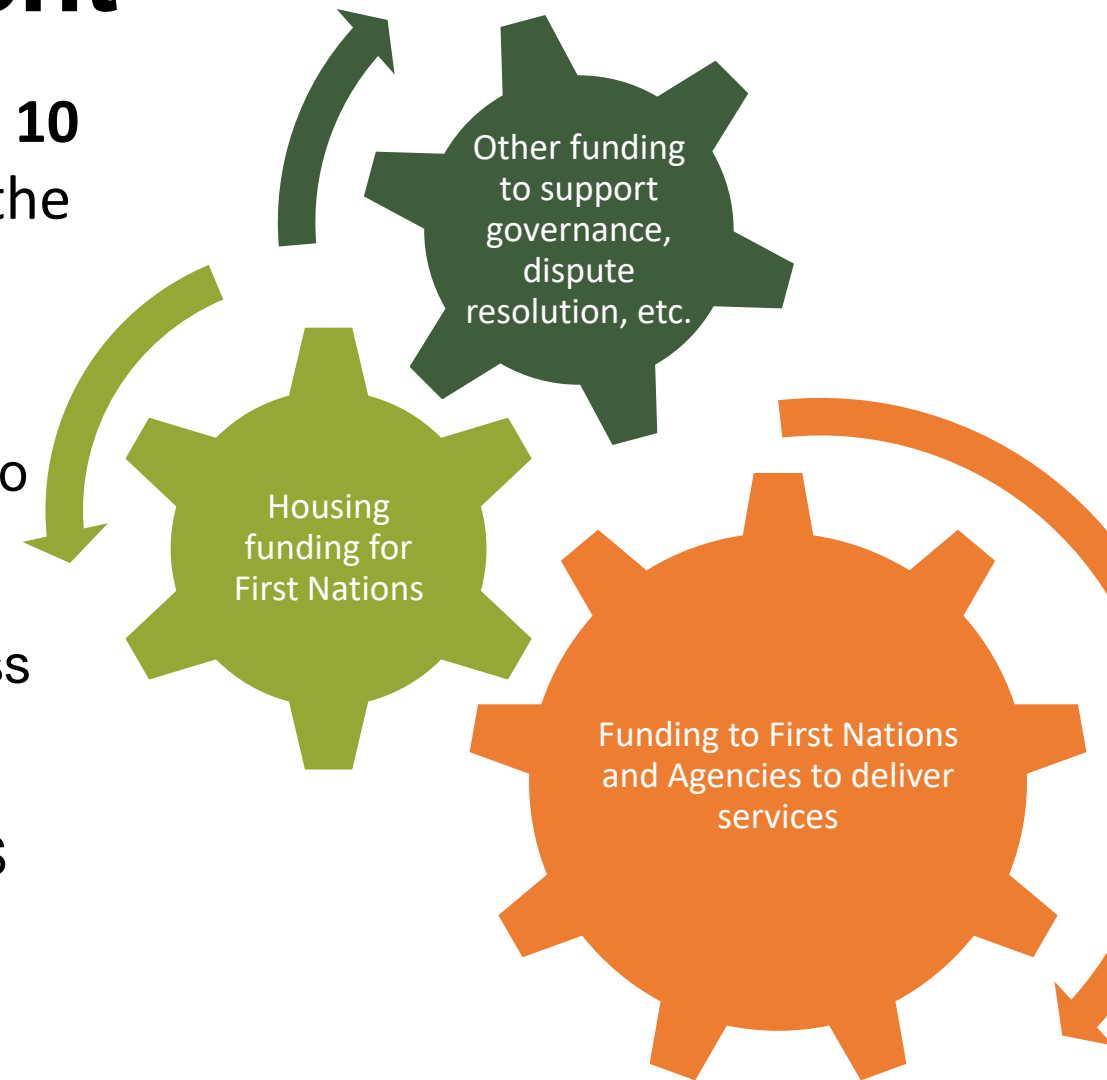 10
the
Other funding
to support
governance,
dispute
resolution, etc.
Housing
funding for
First Nations
Funding to First Nations
and Agencies to deliver
services